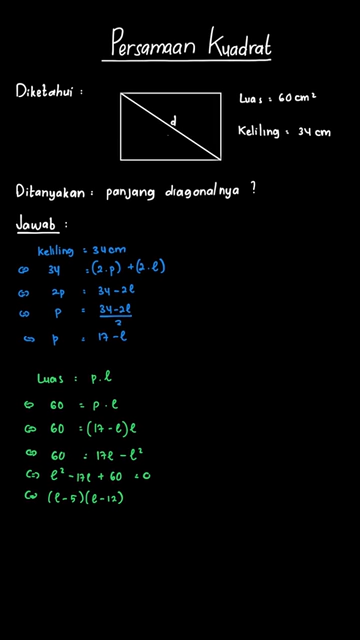 Persamaan Kuadrat
Diketahui :
d
Luas = 60 cm²
Keliling = 34 cm
Ditanyakan : panjang diagonalnya ?
Jawab :
Keliling = 34 cm
⇔ 34 = (2.p) + (2.l)
⇔ 2p = 34 - 2l
⇔ p = (34-2l)/2
⇔ p = 17 - l
Luas = p.l
⇔ 60 = p.l
⇔ 60 = (17 - l)l
⇔ 60 = 17l - l²
⇔ l² - 17l + 60 = 0
⇔ (l-5)(l-12)